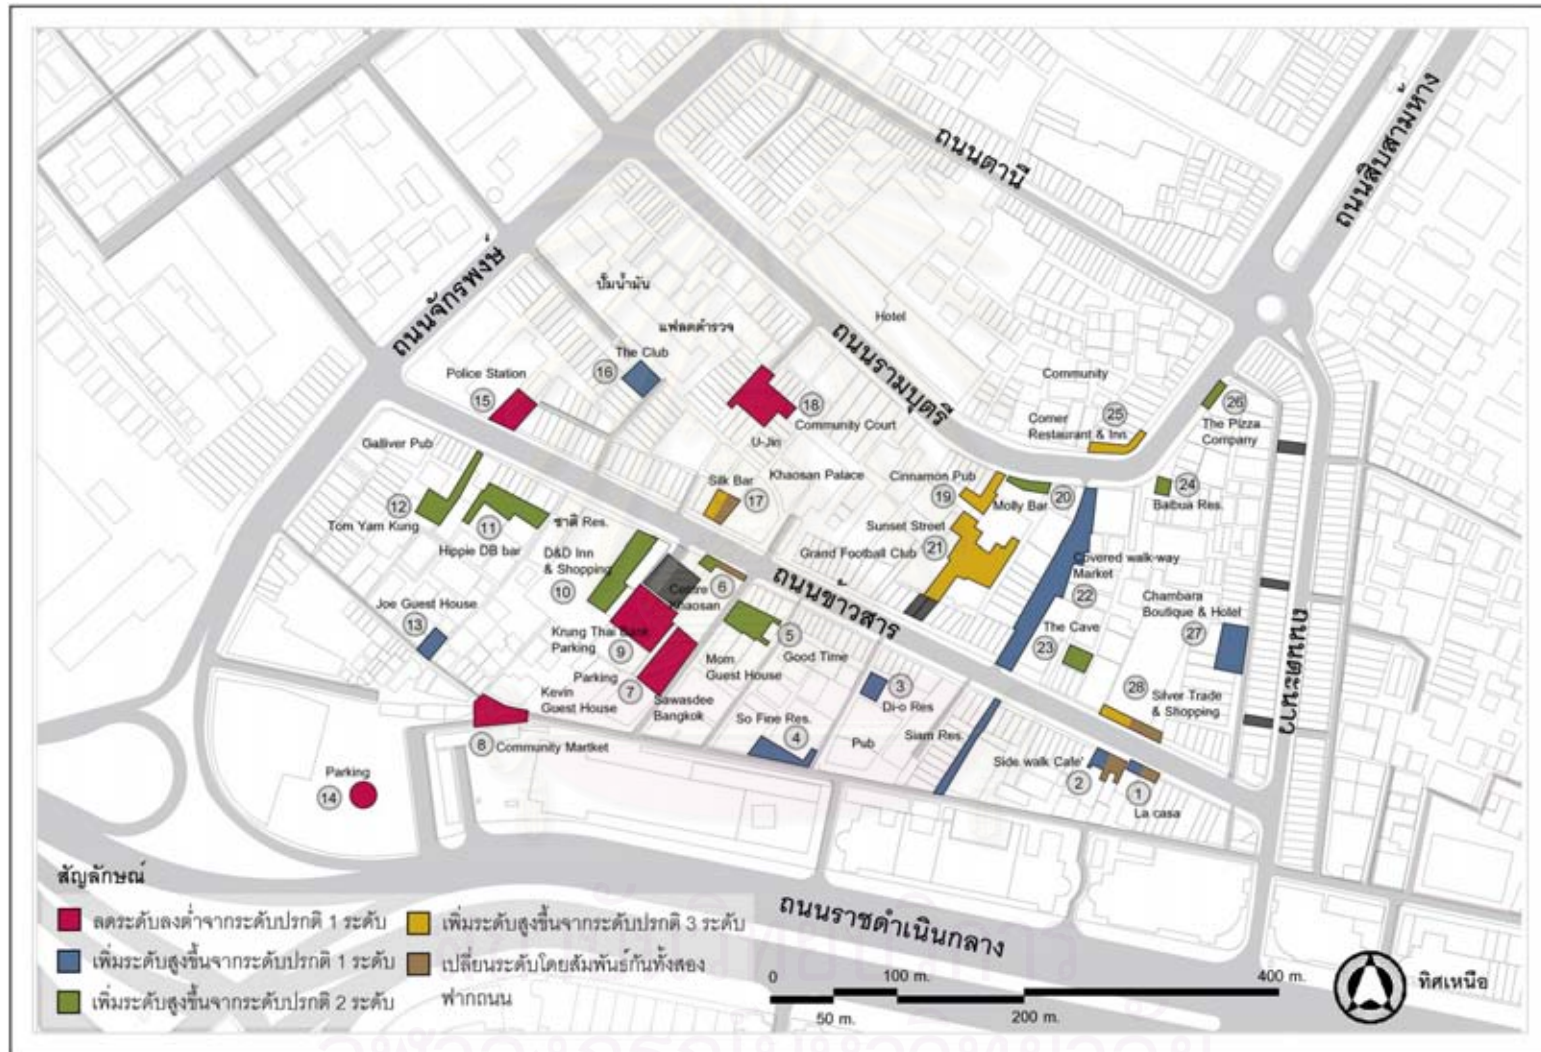 ถนนตานี
ถนนสิบสามห้าง
ถนนจักรพงษ์
ปั๊มน้ำมัน
แฟลตตำรวจ
Hotel
ถนนรามบุตรี
The Club
16
Police Station
15
18
Community Court
U-Jin
Community
25
Corner
Restaurant & Inn
26
The Pizza
Company
Galliver Pub
Khaosan Palace
Silk Bar
17
Cinnamon Pub
19
Molly Bar
20
24
Baibua Res.
12
Tom Yam Kung
11
Hippie DB bar
ชาติ Res.
Sunset Street
21
Grand Football Club
D&D Inn
& Shopping
10
Centre
Khaosan
6
ถนนข้าวสาร
Covered walk-way
Market
22
Chambara
Boutique & Hotel
27
Joe Guest House
13
Krung Thai Bank
Parking
9
5
Good Time
The Cave
23
Mom
Guest House
Parking
7
Sawasdee
Bangkok
Kevin
Guest House
3
Di-o Res
28
Silver Trade
& Shopping
ถนนตะนาว
8
Community Martket
So Fine Res.
4
Pub
Siam Res.
Side walk Cafe'
2
1
La casa
Parking
14
สัญลักษณ์
ลดระดับลงต่ำจากระดับปรกติ 1 ระดับ
เพิ่มระดับสูงขึ้นจากระดับปรกติ 1 ระดับ
เพิ่มระดับสูงขึ้นจากระดับปรกติ 2 ระดับ
เพิ่มระดับสูงขึ้นจากระดับปรกติ 3 ระดับ
เปลี่ยนระดับโดยสัมพันธ์กันทั้งสอง
ฟากถนน
ถนนราชดำเนินกลาง
0 100 m. 400 m.
50 m. 200 m.
ทิศเหนือ